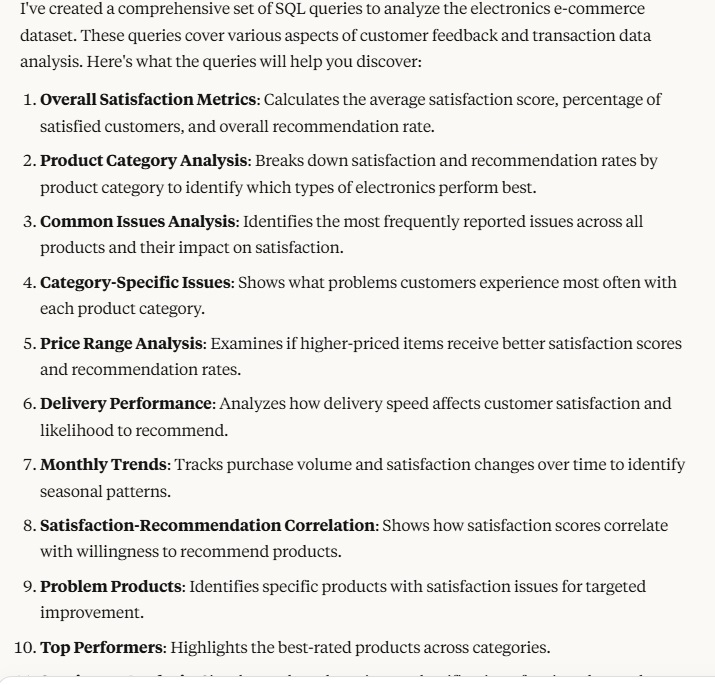 I've created a comprehensive set of SQL queries to analyze the electronics e-commerce
dataset. These queries cover various aspects of customer feedback and transaction data
analysis. Here's what the queries will help you discover:
1. Overall Satisfaction Metrics: Calculates the average satisfaction score, percentage of
satisfied customers, and overall recommendation rate.
2. Product Category Analysis: Breaks down satisfaction and recommendation rates by
product category to identify which types of electronics perform best.
3. Common Issues Analysis: Identifies the most frequently reported issues across all
products and their impact on satisfaction.
4. Category-Specific Issues: Shows what problems customers experience most often with
each product category.
5. Price Range Analysis: Examines if higher-priced items receive better satisfaction scores
and recommendation rates.
6. Delivery Performance: Analyzes how delivery speed affects customer satisfaction and
likelihood to recommend.
7. Monthly Trends: Tracks purchase volume and satisfaction changes over time to identify
seasonal patterns.
8. Satisfaction-Recommendation Correlation: Shows how satisfaction scores correlate
with willingness to recommend products.
9. Problem Products: Identifies specific products with satisfaction issues for targeted
improvement.
10. Top Performers: Highlights the best-rated products across categories.